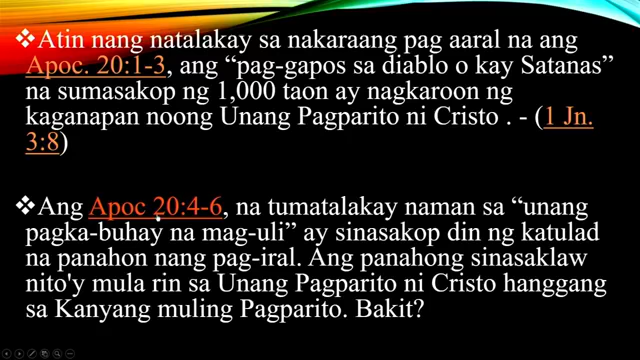 ❖Atin nang natalakay sa nakaraang pag aaral na ang
Apoc. 20:1-3, ang “pag-gapos sa diablo o kay Satanas”
na sumasakop ng 1,000 taon ay nagkaroon ng
kaganapan noong Unang Pagparito ni Cristo . - (1 Jn.
3:8)
❖Ang Apoc 20:4-6, na tumatalakay naman sa “unang
pagka-buhay na mag-uli” ay sinasakop din ng katulad
na panahon nang pag-iral. Ang panahong sinasaklaw
nito'y mula rin sa Unang Pagparito ni Cristo hanggang
sa Kanyang muling Pagparito. Bakit?